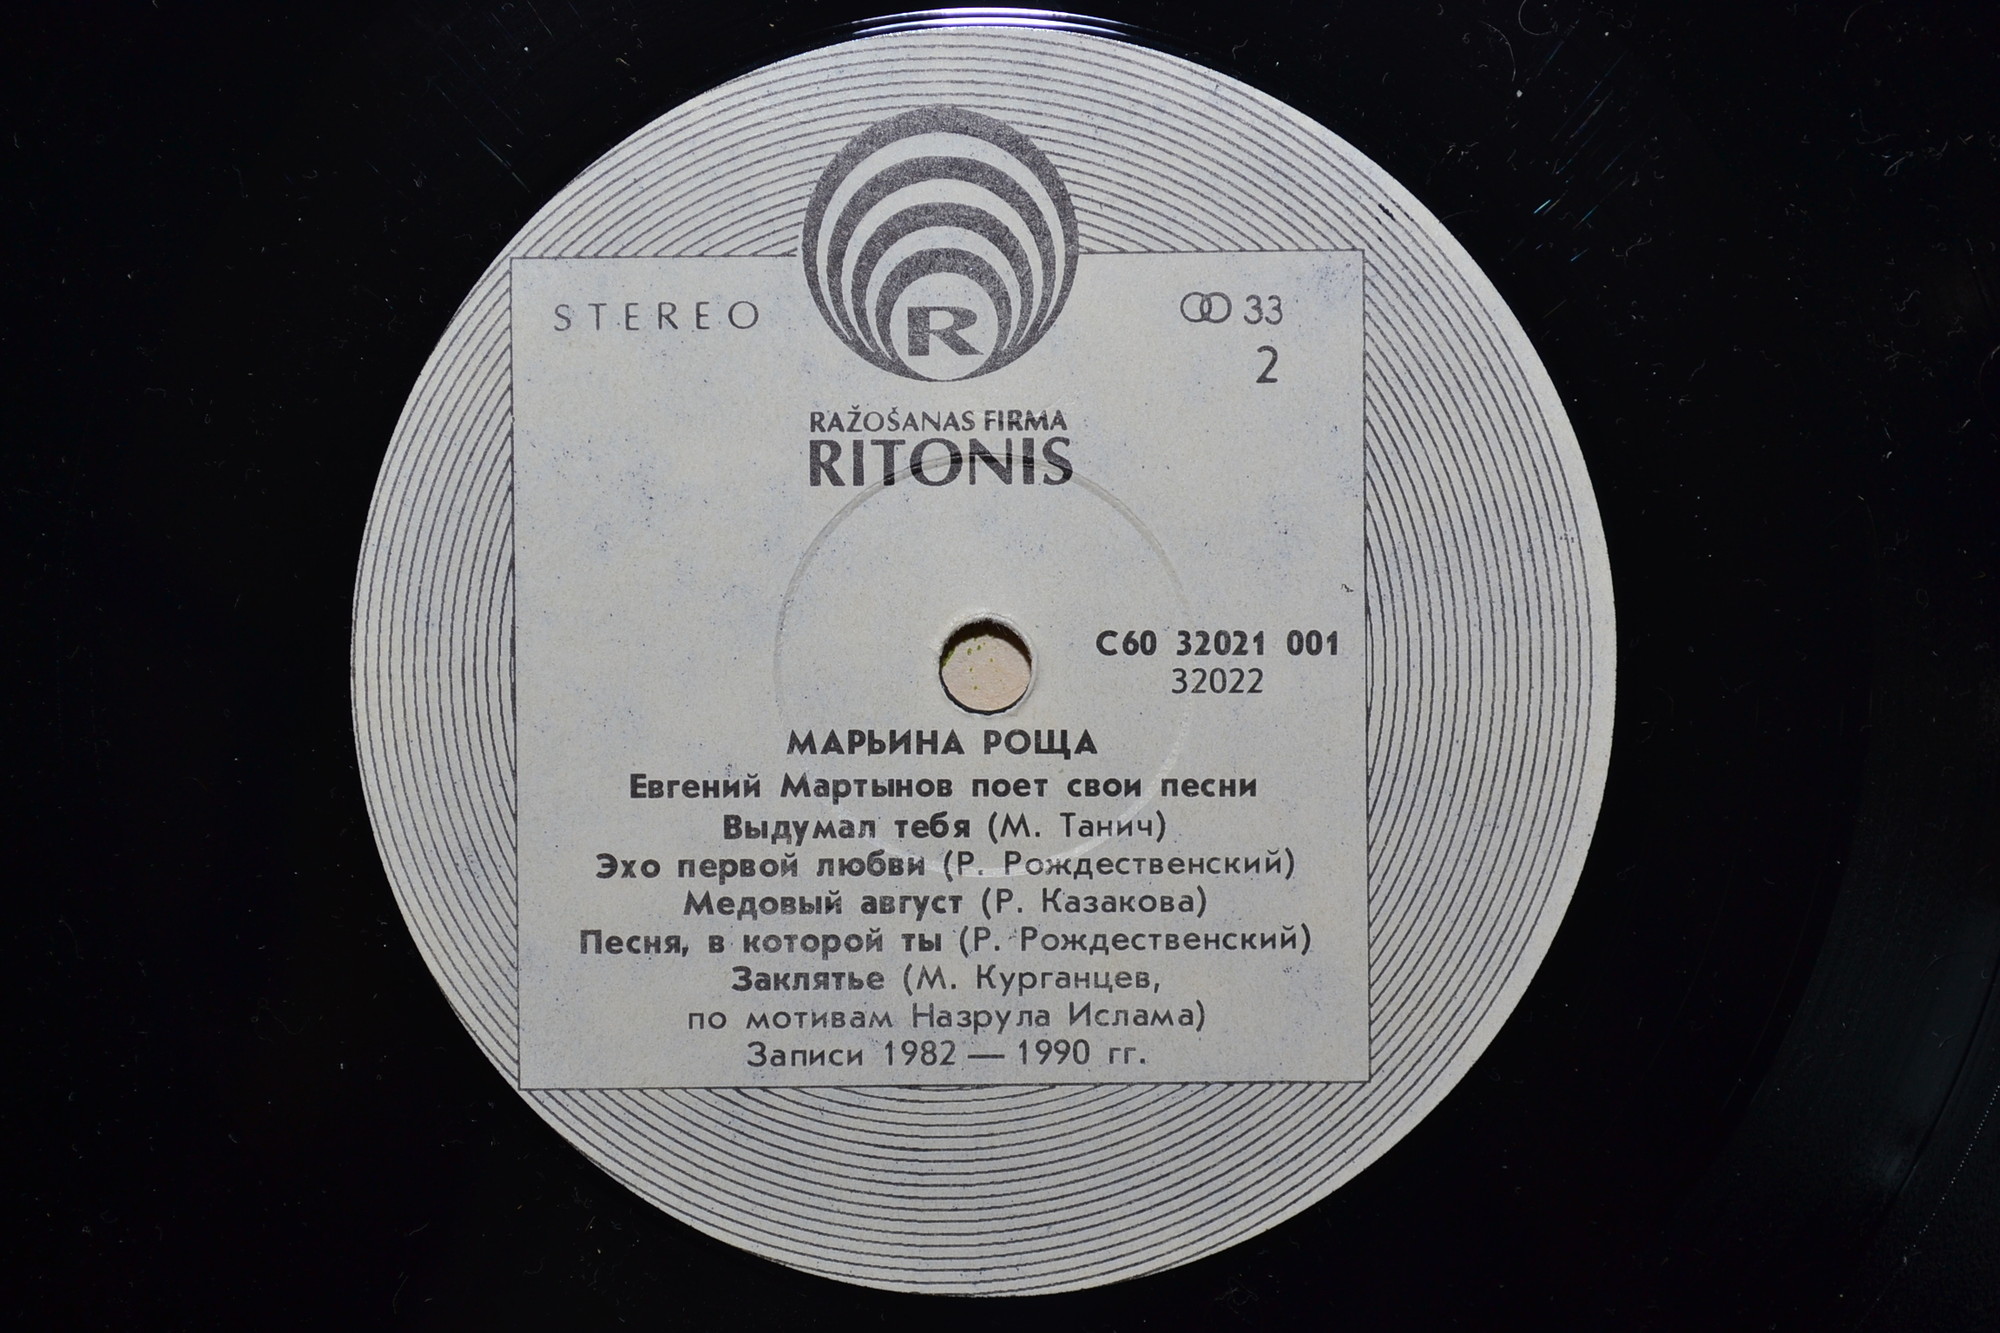 R
STEREO
33
2
RAŽOŠANAS FIRMA
RITONIS
С60 32021 001
32022
МАРЬИНА РОЩА
Евгений Мартынов поет свои песни
Выдумал тебя (М. Танич)
Эхо первой любви (Р. Рождественский)
Медовый август (Р. Казакова)
Песня, в которой ты (Р. Рождественский)
Заклятье (М. Курганцев,
по мотивам Назрула Ислама)
Записи 1982 — 1990 гг.